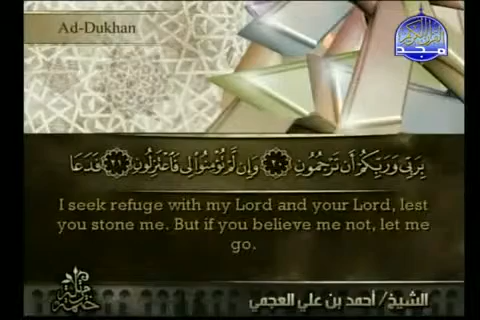 Ad-Dukhan
بِرَبِّي وَرَبِّكُمْ أَن تَرْجُمُونِ ٢٠ وَإِن لَّمْ تُؤْمِنُوا لِي فَاعْتَزِلُونِ ٢١ فَدَعَا
I seek refuge with my Lord and your Lord, lest
you stone me. But if you believe me not, let me
go.
الشيخ/ أحمد بن علي العجمي